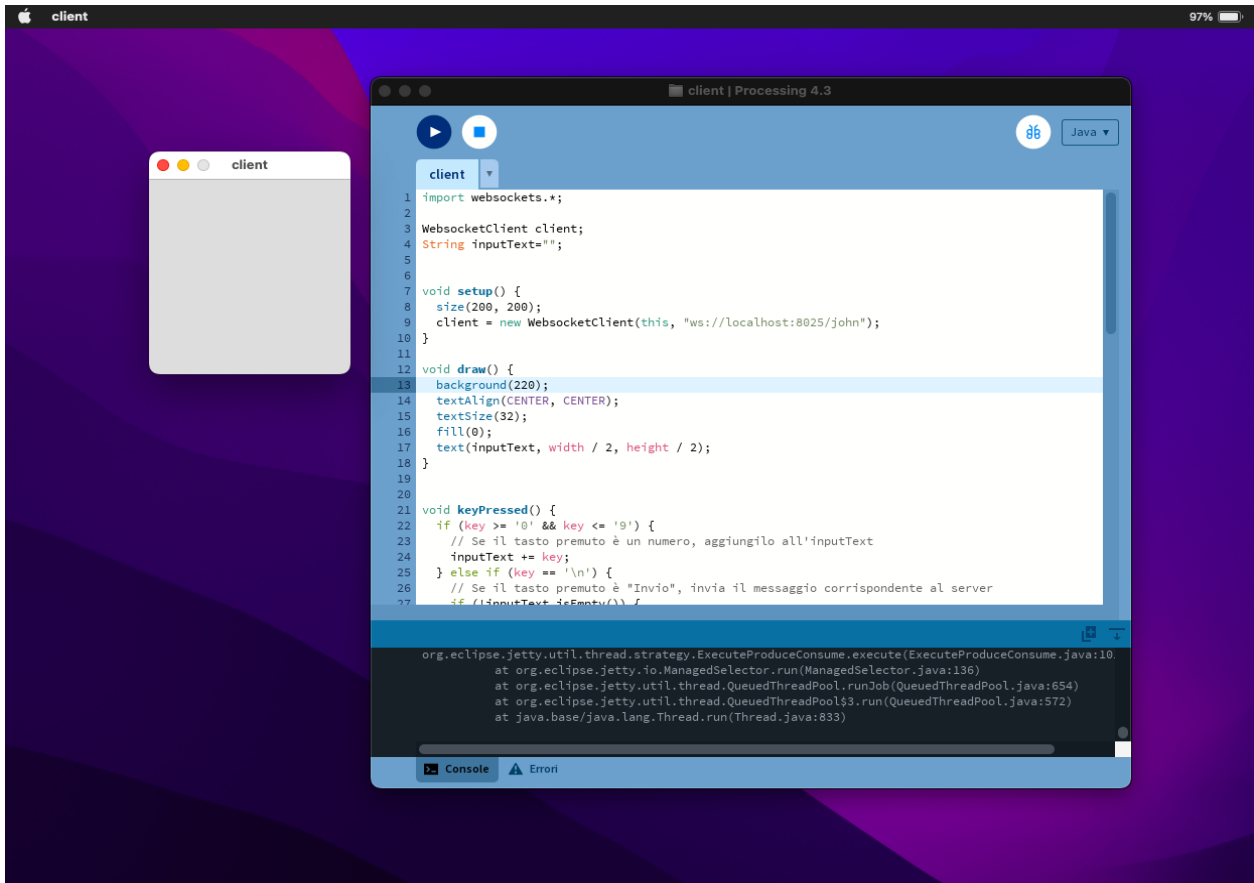 client
97%
client | Processing 4.3
Java ▾
client
client
1 import websockets.*;
2
3 WebsocketClient client;
4 String inputText="";
5
6
7 void setup() {
8 size(200, 200);
9 client = new WebsocketClient(this, "ws://localhost:8025/john");
10 }
11
12 void draw() {
13 background(220);
14 textAlign(CENTER, CENTER);
15 textSize(32);
16 fill(0);
17 text(inputText, width / 2, height / 2);
18 }
19
20
21 void keyPressed() {
22 if (key >= '0' && key <= '9') {
23 // Se il tasto premuto è un numero, aggiungilo all'inputText
24 inputText += key;
25 } else if (key == '\n') {
26 // Se il tasto premuto è "Invio", invia il messaggio corrispondente al server
27 if (!inputText.isEmpty()) {
org.eclipse.jetty.util.thread.strategy.ExecuteProduceConsume.execute(ExecuteProduceConsume.java:10
at org.eclipse.jetty.io.ManagedSelector.run(ManagedSelector.java:136)
at org.eclipse.jetty.util.thread.QueuedThreadPool.runJob(QueuedThreadPool.java:654)
at org.eclipse.jetty.util.thread.QueuedThreadPool$3.run(QueuedThreadPool.java:572)
at java.base/java.lang.Thread.run(Thread.java:833)
Console Errori